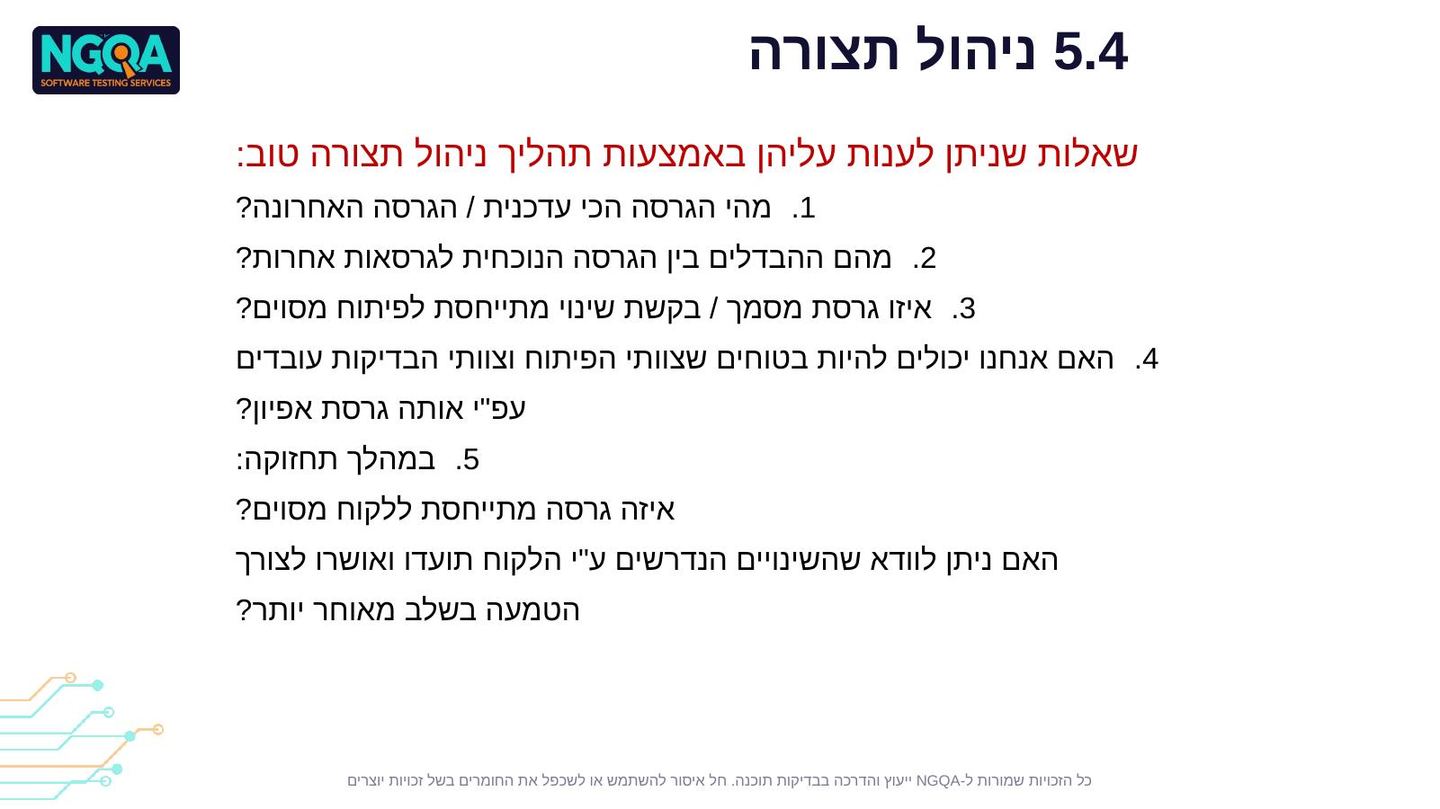 NGQA
SOFTWARE TESTING SERVICES
5.4 ניהול תצורה
שאלות שניתן לענות עליהן באמצעות תהליך ניהול תצורה טוב:
1. מהי הגרסה הכי עדכנית / הגרסה האחרונה?
2. מהם ההבדלים בין הגרסה הנוכחית לגרסאות אחרות?
3. איזו גרסת מסמך / בקשת שינוי מתייחסת לפיתוח מסוים?
4. האם אנחנו יכולים להיות בטוחים שצוותי הפיתוח וצוותי הבדיקות עובדים
עפ"י אותה גרסת אפיון?
5. במהלך תחזוקה:
איזה גרסה מתייחסת ללקוח מסוים?
האם ניתן לוודא שהשינויים הנדרשים ע"י הלקוח תועדו ואושרו לצורך
הטמעה בשלב מאוחר יותר?
כל הזכויות שמורות ל-NGQA ייעוץ והדרכה בבדיקות תוכנה. חל איסור להשתמש או לשכפל את החומרים בשל זכויות יוצרים